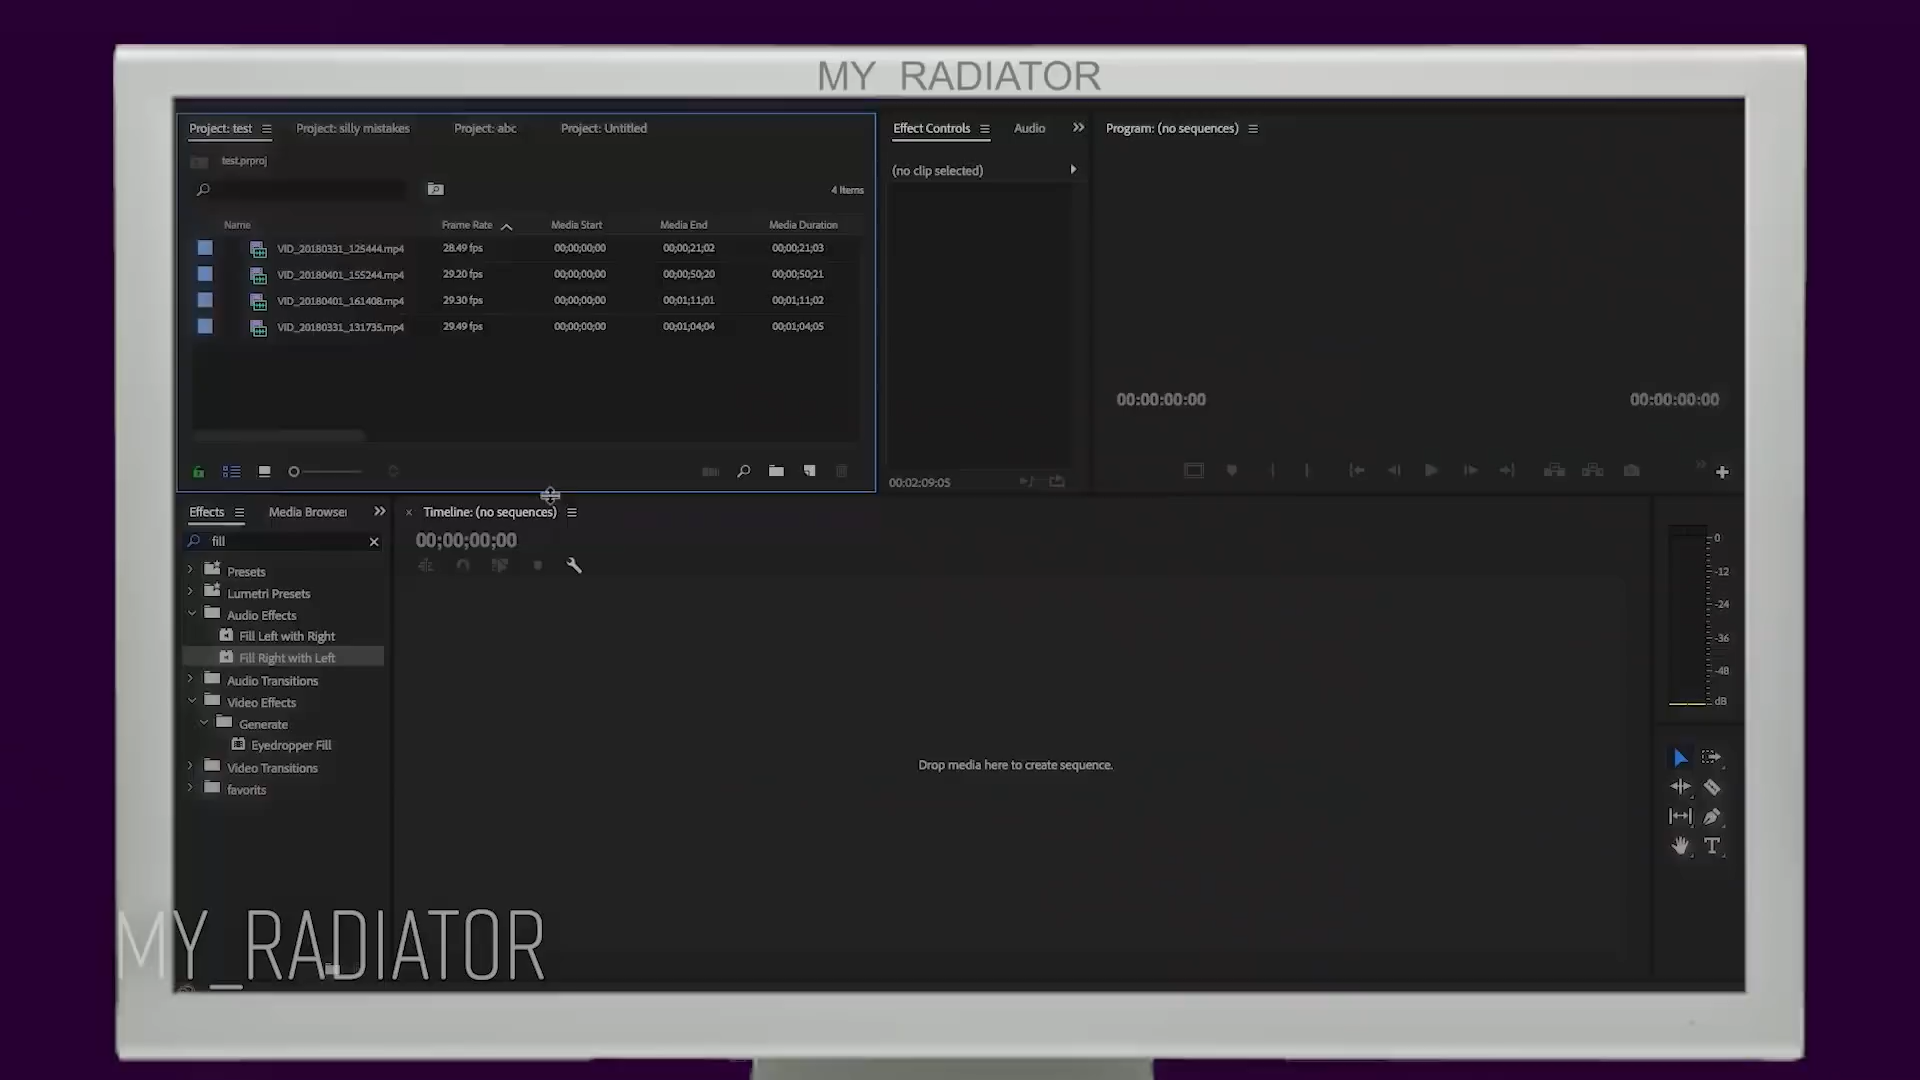 MY_RADIATOR
Project: test
Project: silly mistakes
Project: abc
Project: Untitled
test.prproj
4 Items
Name Frame Rate Media Start Media End Media Duration
VID_20180331_125444.mp4 28.49 fps 00;00;00;00 00;00;21;02 00;00;21;03
VID_20180401_155244.mp4 29.20 fps 00;00;00;00 00;00;50;20 00;00;50;21
VID_20180401_161408.mp4 29.30 fps 00;00;00;00 00;01;11;01 00;01;11;02
VID_20180331_131735.mp4 29.49 fps 00;00;00;00 00;01;04;04 00;01;04;05
Effect Controls
Audio
(no clip selected)
00:02:09:05
Program: (no sequences)
00:00:00:00
00:00:00:00
Effects
Media Browser
fill
Presets
Lumetri Presets
Audio Effects
Fill Left with Right
Fill Right with Left
Audio Transitions
Video Effects
Generate
Eyedropper Fill
Video Transitions
favorits
Timeline: (no sequences)
00;00;00;00
Drop media here to create sequence.
0
-12
-24
-36
-48
dB
MY_RADIATOR